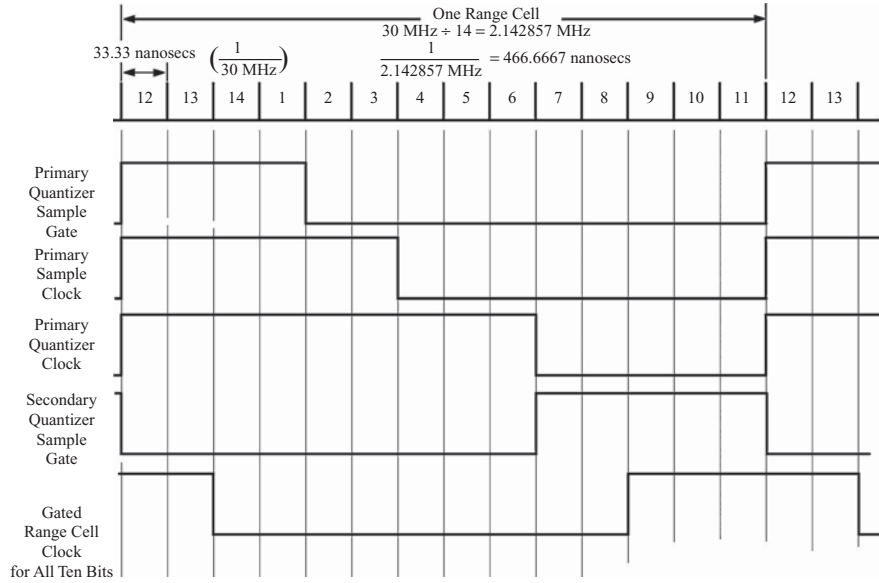 One Range Cell
30 MHz ÷ 14 = 2.142857 MHz
33.33 nanosecs (1 / 30 MHz) 1 / 2.142857 MHz = 466.6667 nanosecs
12 13 14 1 2 3 4 5 6 7 8 9 10 11 12 13
Primary
Quantizer
Sample
Gate
Primary
Sample
Clock
Primary
Quantizer
Clock
Secondary
Quantizer
Sample
Gate
Gated
Range Cell
Clock
for All Ten Bits